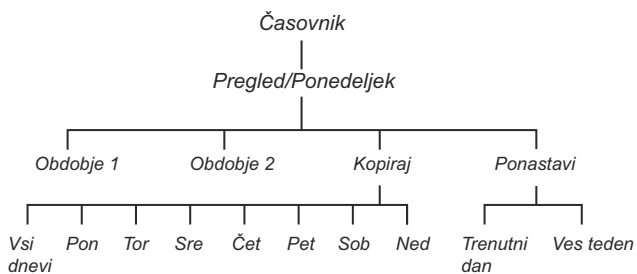 Časovnik
Pregled/Ponedeljek
Obdobje 1 Obdobje 2 Kopiraj Ponastavi
Vsi dnevi Pon Tor Sre Čet Pet Sob Ned Trenutni dan Ves teden